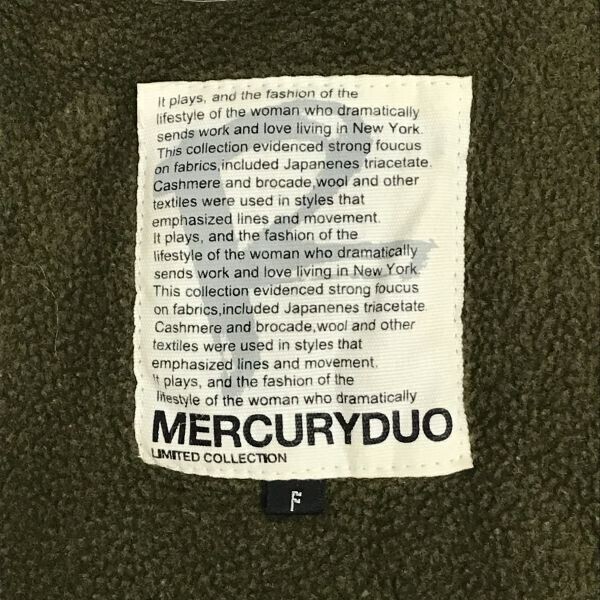 It plays, and the fashion of the
lifestyle of the woman who dramatically
sends work and love living in New York.
This collection evidenced strong foucus
on fabrics,included Japanenes triacetate.
Cashmere and brocade,wool and other
textiles were used in styles that
emphasized lines and movement.
It plays, and the fashion of the
lifestyle of the woman who dramatically
sends work and love living in New York.
This collection evidenced strong foucus
on fabrics,included Japanenes triacetate.
Cashmere and brocade,wool and other
textiles were used in styles that
emphasized lines and movement.
It plays, and the fashion of the
lifestyle of the woman who dramatically
MERCURYDUO
LIMITED COLLECTION
F